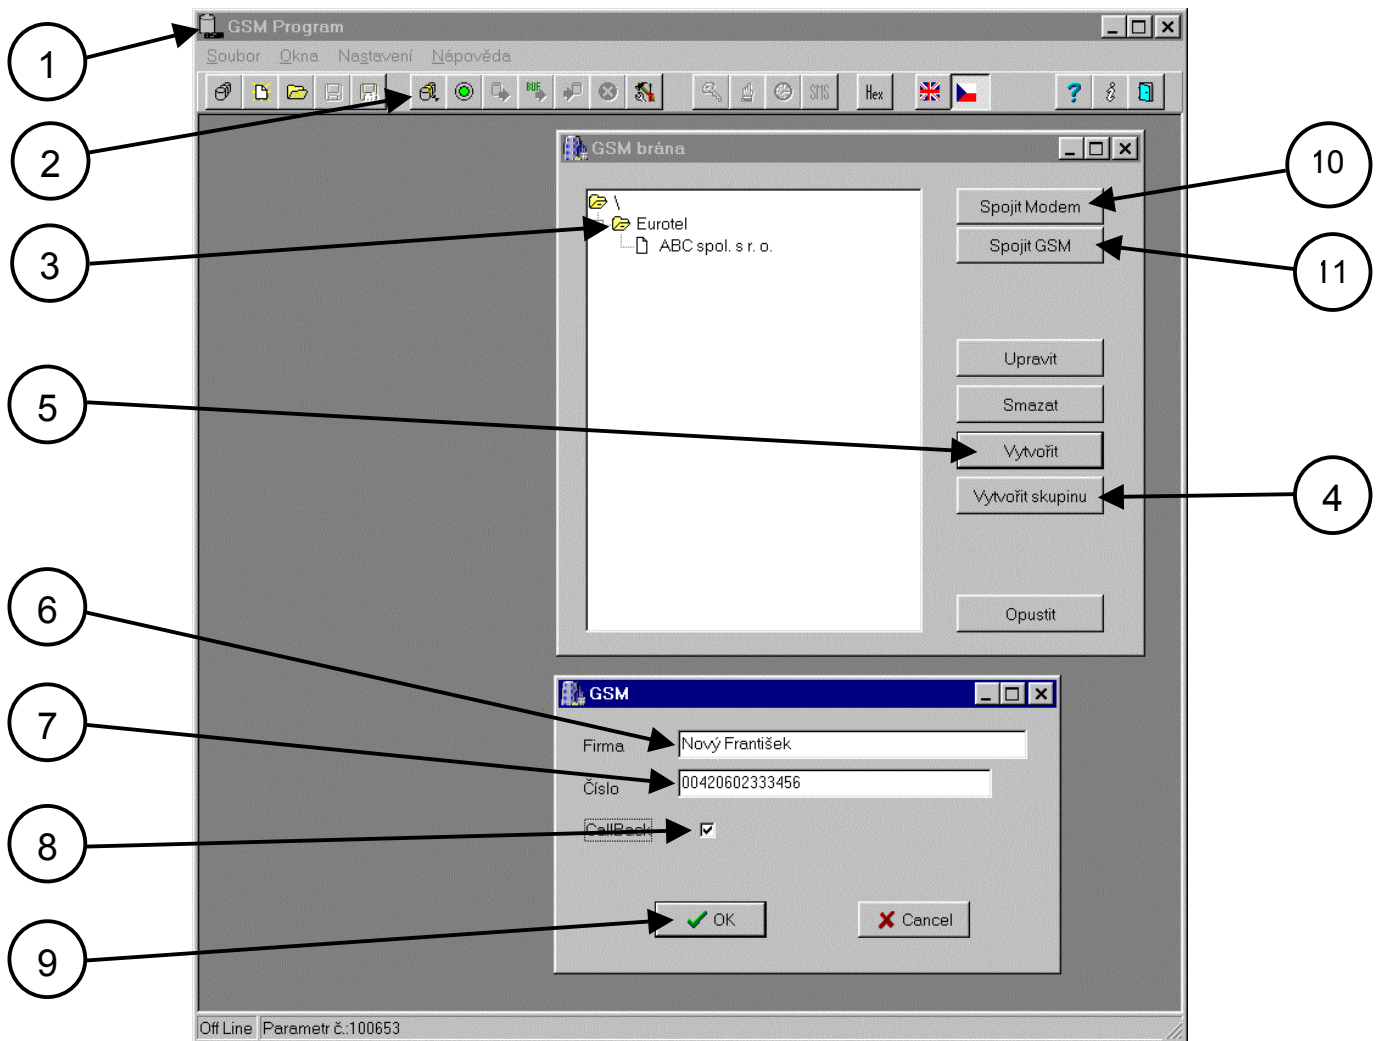 GSM Program
Soubor Okna Nastavení Nápověda
BUF SMS Hex ?
GSM brána
\
Eurotel
ABC spol. s r. o.
Spojit Modem
Spojit GSM
Upravit
Smazat
Vytvořit
Vytvořit skupinu
Opustit
GSM
Firma Nový František
Číslo 00420602333456
CallBack
OK Cancel
Off Line Parametr č.:100653
1
2
3
5
6
7
8
9
10
11
4